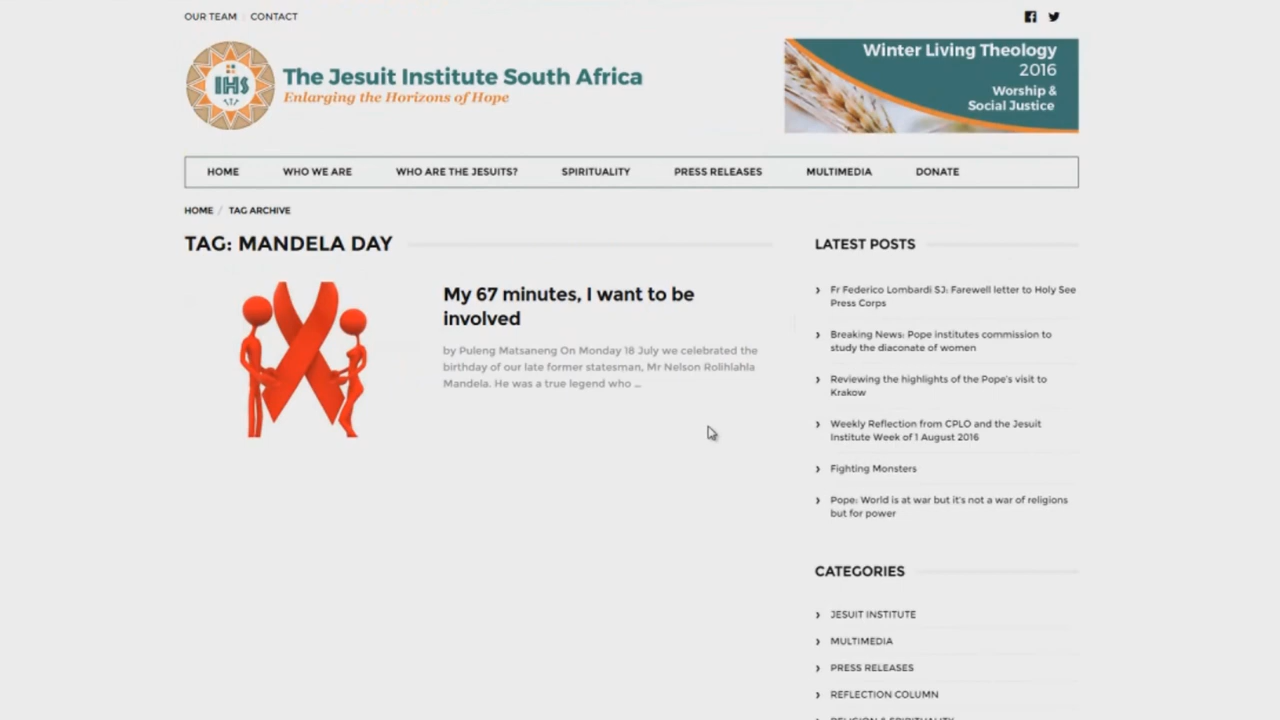 OUR TEAM
CONTACT
IHS
The Jesuit Institute South Africa
Enlarging the Horizons of Hope
Winter Living Theology
2016
Worship &
Social Justice
HOME
WHO WE ARE
WHO ARE THE JESUITS?
SPIRITUALITY
PRESS RELEASES
MULTIMEDIA
DONATE
HOME / TAG ARCHIVE
TAG: MANDELA DAY
My 67 minutes, I want to be
involved
by Puleng Matsaneng On Monday 18 July we celebrated the
birthday of our late former statesman, Mr Nelson Rolihlahla
Mandela. He was a true legend who ...
LATEST POSTS
Fr Federico Lombardi SJ: Farewell letter to Holy See
Press Corps
Breaking News: Pope institutes commission to
study the diaconate of women
Reviewing the highlights of the Pope's visit to
Krakow
Weekly Reflection from CPLO and the Jesuit
Institute Week of 1 August 2016
Fighting Monsters
Pope: World is at war but it's not a war of religions
but for power
CATEGORIES
JESUIT INSTITUTE
MULTIMEDIA
PRESS RELEASES
REFLECTION COLUMN